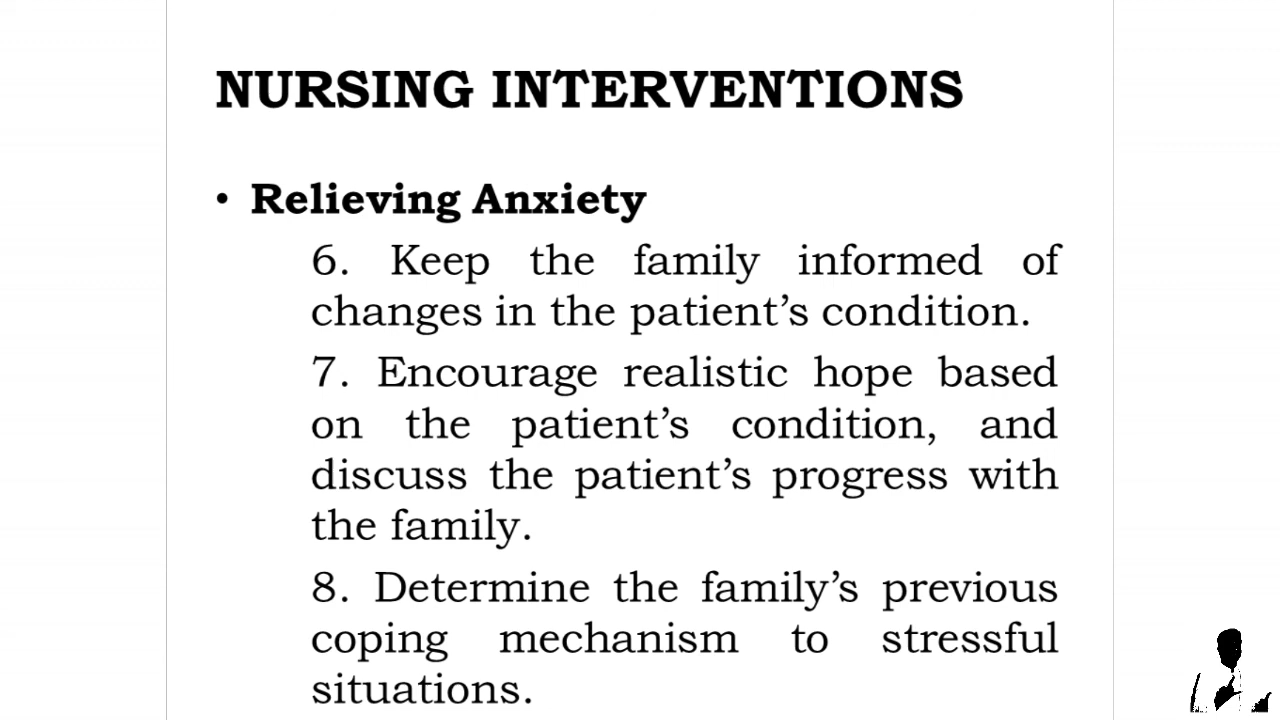 NURSING INTERVENTIONS
• Relieving Anxiety
6. Keep the family informed of
changes in the patient’s condition.
7. Encourage realistic hope based
on the patient’s condition, and
discuss the patient’s progress with
the family.
8. Determine the family’s previous
coping mechanism to stressful
situations.